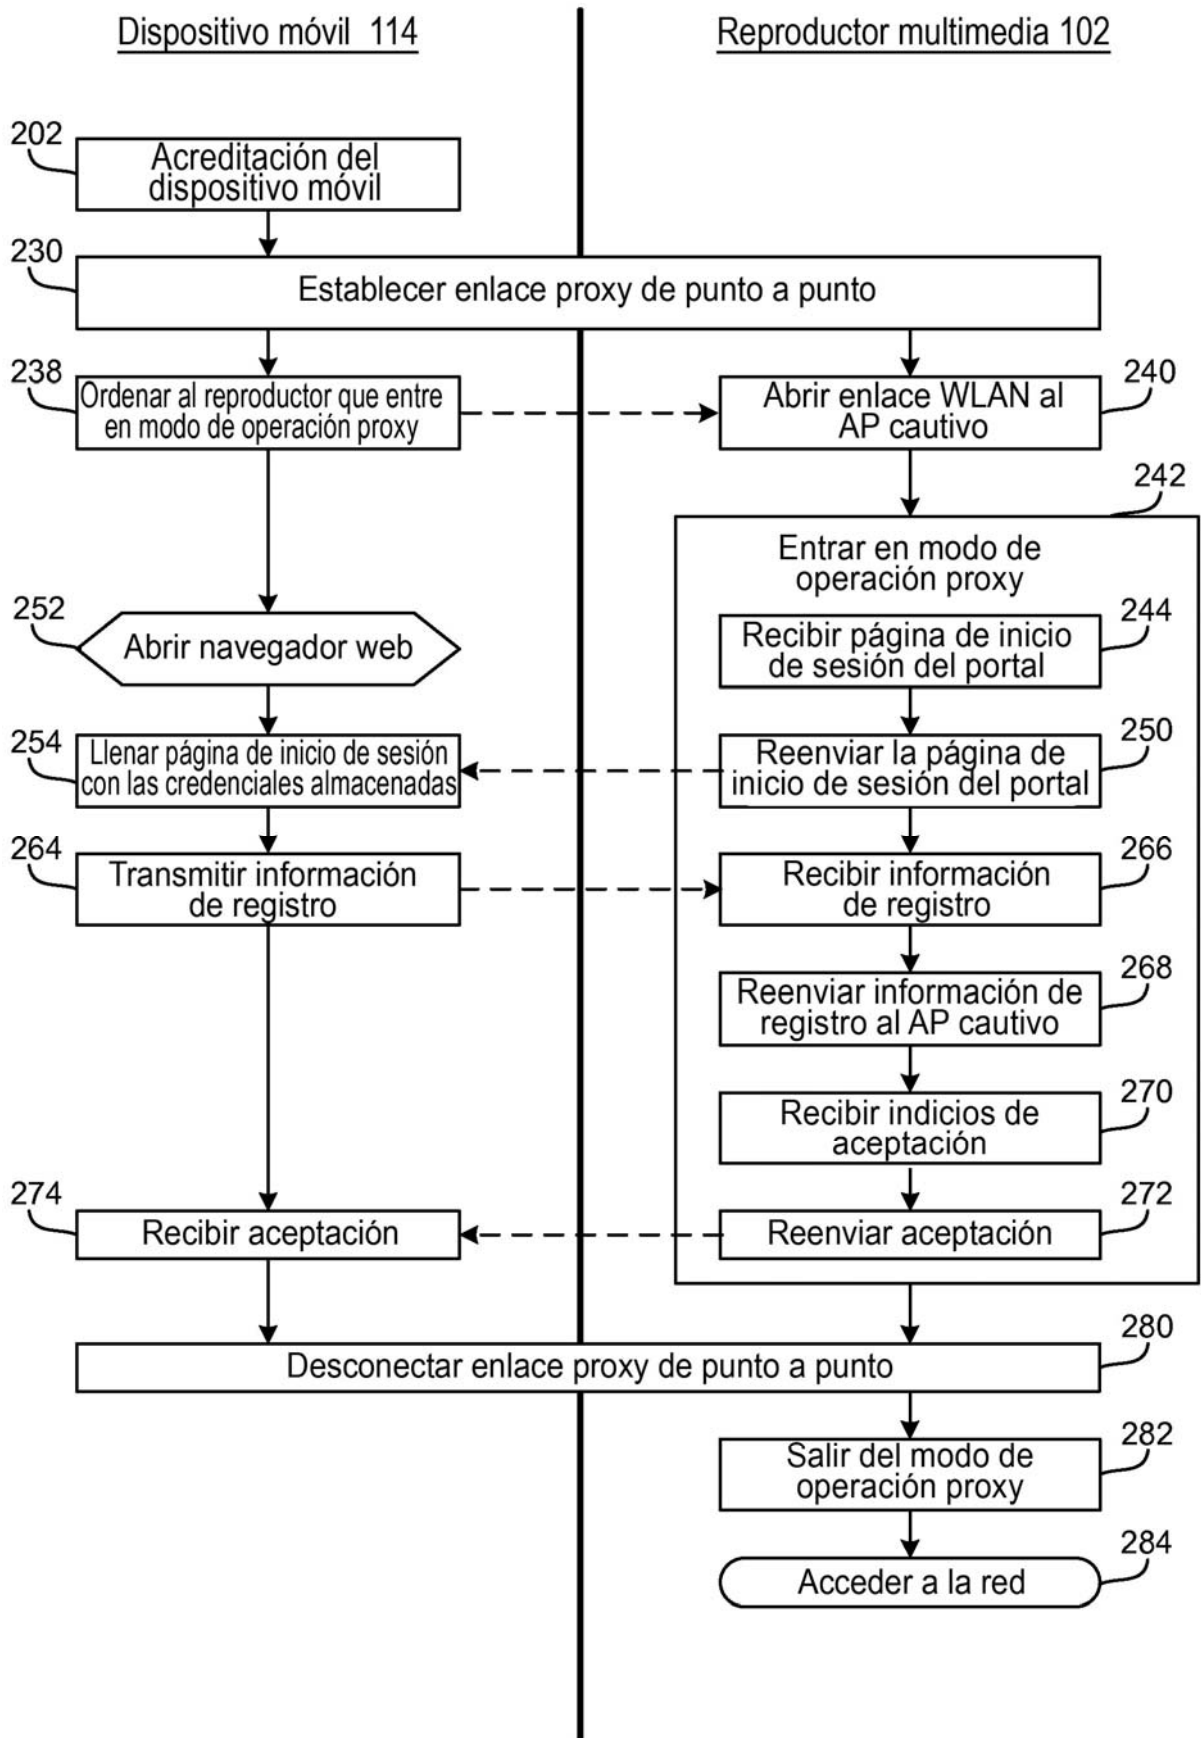 Dispositivo móvil 114
Reproductor multimedia 102
202
Acreditación del
dispositivo móvil
230
Establecer enlace proxy de punto a punto
238
Ordenar al reproductor que entre
en modo de operación proxy
240
Abrir enlace WLAN al
AP cautivo
242
Entrar en modo de
operación proxy
252
Abrir navegador web
244
Recibir página de inicio
de sesión del portal
254
Llenar página de inicio de sesión
con las credenciales almacenadas
250
Reenviar la página de
inicio de sesión del portal
264
Transmitir información
de registro
266
Recibir información
de registro
268
Reenviar información de
registro al AP cautivo
270
Recibir indicios de
aceptación
274
Recibir aceptación
272
Reenviar aceptación
280
Desconectar enlace proxy de punto a punto
282
Salir del modo de
operación proxy
284
Acceder a la red